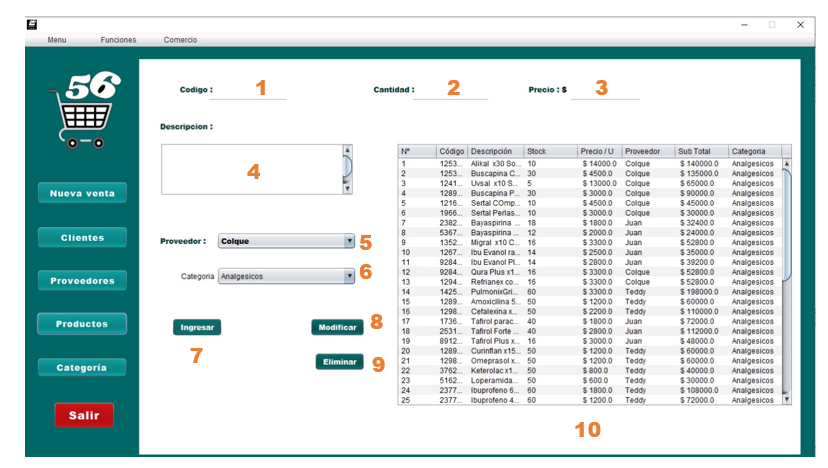 Menu Funciones Comercio
56
Codigo : 1 Cantidad : 2 Precio : $ 3
Descripcion :
4
Nueva venta
Clientes
Proveedores
Productos
Categoría
Salir
Proveedor : Colque 5
Categoria Analgesicos 6
Ingresar Modificar 8
7 Eliminar 9
N° Código Descripción Stock Precio / U Proveedor Sub Total Categoria
1 1253... Alikal x30 So... 10 $ 14000.0 Colque $ 140000.0 Analgesicos
2 1253... Buscapina C... 30 $ 4500.0 Colque $ 135000.0 Analgesicos
3 1241... Uvsal x10 S... 5 $ 13000.0 Colque $ 65000.0 Analgesicos
4 1289... Buscapina P... 30 $ 3000.0 Colque $ 90000.0 Analgesicos
5 1216... Sertal COmp... 10 $ 4500.0 Colque $ 45000.0 Analgesicos
6 1966... Sertal Perlas... 10 $ 3000.0 Colque $ 30000.0 Analgesicos
7 2382... Bayaspirina ... 18 $ 1800.0 Juan $ 32400.0 Analgesicos
8 5367... Bayaspirina ... 12 $ 2000.0 Juan $ 24000.0 Analgesicos
9 1352... Migral x10 C... 16 $ 3300.0 Juan $ 52800.0 Analgesicos
10 1267... Ibu Evanol ra... 14 $ 2500.0 Juan $ 35000.0 Analgesicos
11 9284... Ibu Evanol Pl... 14 $ 2800.0 Juan $ 39200.0 Analgesicos
12 9284... Qura Plus x1... 16 $ 3300.0 Colque $ 52800.0 Analgesicos
13 1294... Refrianex co... 16 $ 3300.0 Colque $ 52800.0 Analgesicos
14 1425... PulmonixGri... 60 $ 3300.0 Teddy $ 198000.0 Analgesicos
15 1289... Amoxicilina 5... 50 $ 1200.0 Teddy $ 60000.0 Analgesicos
16 1298... Cefalexina x... 50 $ 2200.0 Teddy $ 110000.0 Analgesicos
17 1736... Tafirol parac... 40 $ 1800.0 Juan $ 72000.0 Analgesicos
18 2531... Tafirol Forte ... 40 $ 2800.0 Juan $ 112000.0 Analgesicos
19 8912... Tafirol Plus x... 16 $ 3000.0 Juan $ 48000.0 Analgesicos
20 1289... Curinflan x15... 50 $ 1200.0 Teddy $ 60000.0 Analgesicos
21 1298... Omeprasol x... 50 $ 1200.0 Teddy $ 60000.0 Analgesicos
22 3762... Keterolac x1... 50 $ 800.0 Teddy $ 40000.0 Analgesicos
23 5162... Loperamida... 50 $ 600.0 Teddy $ 30000.0 Analgesicos
24 2377... Ibuprofeno 6... 60 $ 1800.0 Teddy $ 108000.0 Analgesicos
25 2377... Ibuprofeno 4... 60 $ 1200.0 Teddy $ 72000.0 Analgesicos
10